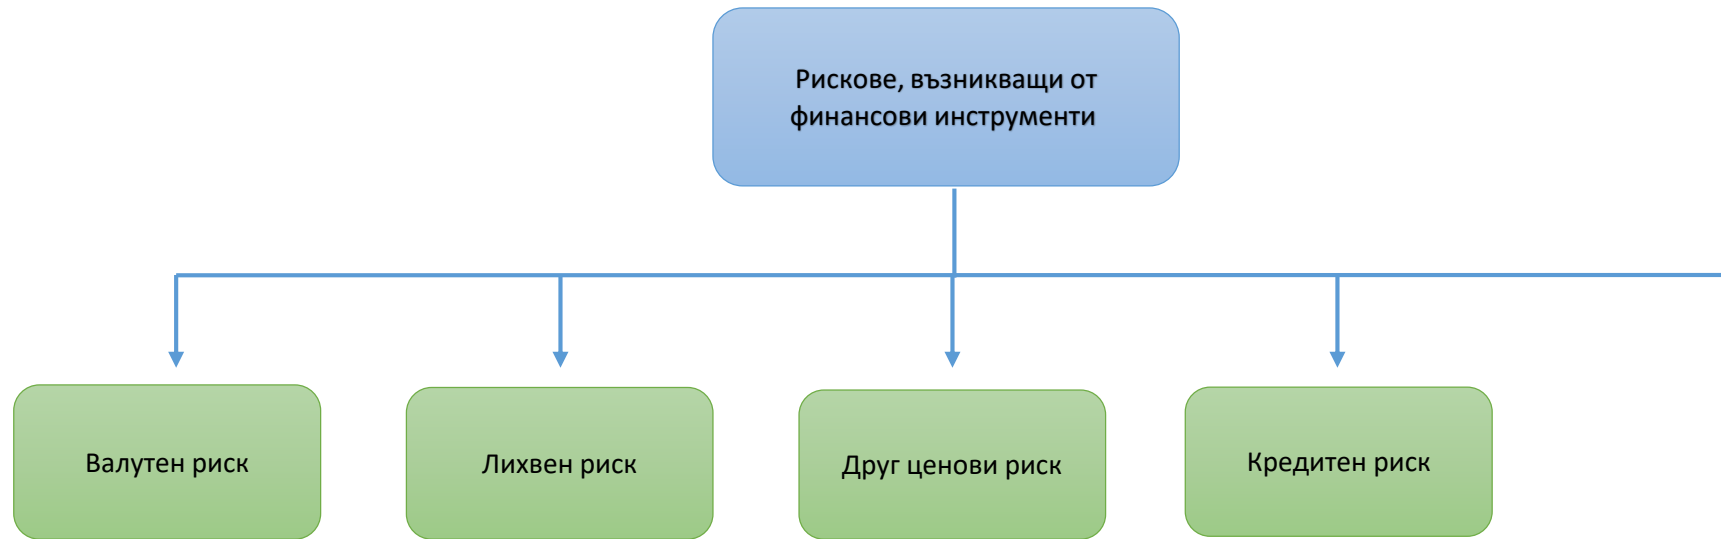 Рискове, възникващи от
финансови инструменти
Валутен риск
Лихвен риск
Друг ценови риск
Кредитен риск